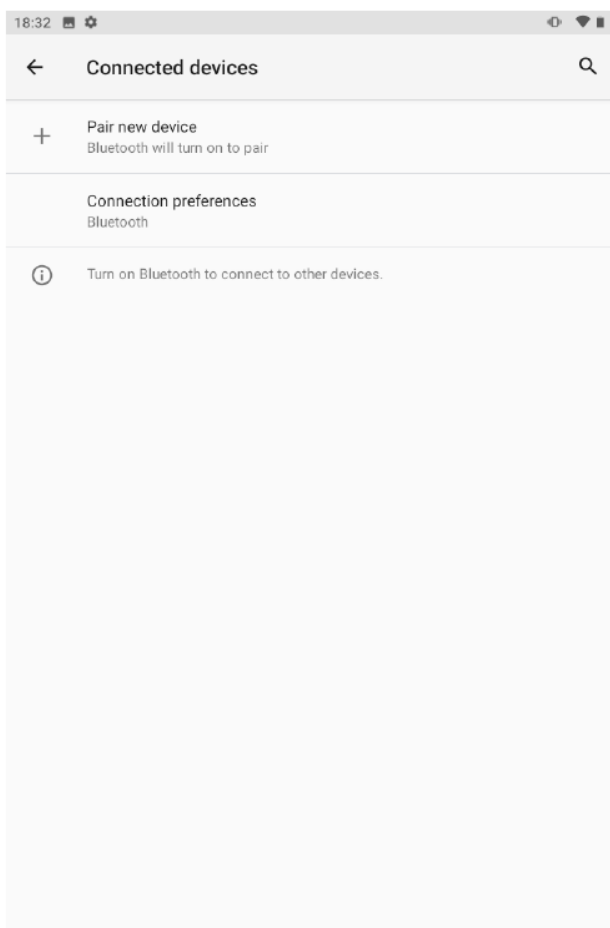 18:32
Connected devices
Pair new device
Bluetooth will turn on to pair
Connection preferences
Bluetooth
Turn on Bluetooth to connect to other devices.